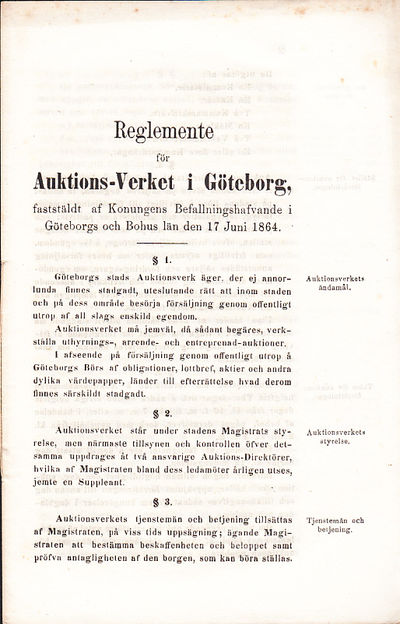 Reglemente
för
Auktions-Verket i Göteborg,
fastställdt af Konungens Befallningshafvande i
Göteborgs och Bohus län den 17 Juni 1864.
§ 1.
Göteborgs stads Auktionsverk äger, der ej annor-
lunda finnes stadgadt, uteslutande rätt att inom staden
och på dess område besörja försäljning genom offentligt
utrop af all slags enskild egendom.
Auktionsverkets
ändamål.
Auktionsverket må jemväl, då sådant begäres, verk-
ställa uthyrnings-, arrende- och entreprenad-auktioner.
I afseende på försäljning genom offentligt utrop å
Göteborgs Börs af obligationer, lottbref, aktier och andra
dylika värdepapper, länder till efterrättelse hvad derom
finnes särskildt stadgadt.
§ 2.
Auktionsverket står under stadens Magistrats sty-
relse, men närmaste tillsynen och kontrollen öfver det-
samma uppdrages åt två ansvarige Auktions-Direktörer,
hvilka af Magistraten bland dess ledamöter årligen utses,
jemte en Suppleant.
Auktionsverkets
styrelse.
§ 3.
Auktionsverkets tjenstemän och betjening tillsättas
af Magistraten, på viss tids uppsägning; ägande Magi-
straten att bestämma beskaffenheten och beloppet samt
pröfva antagligheten af den borgen, som kan böra ställas.
Tjenstemän och
betjening.